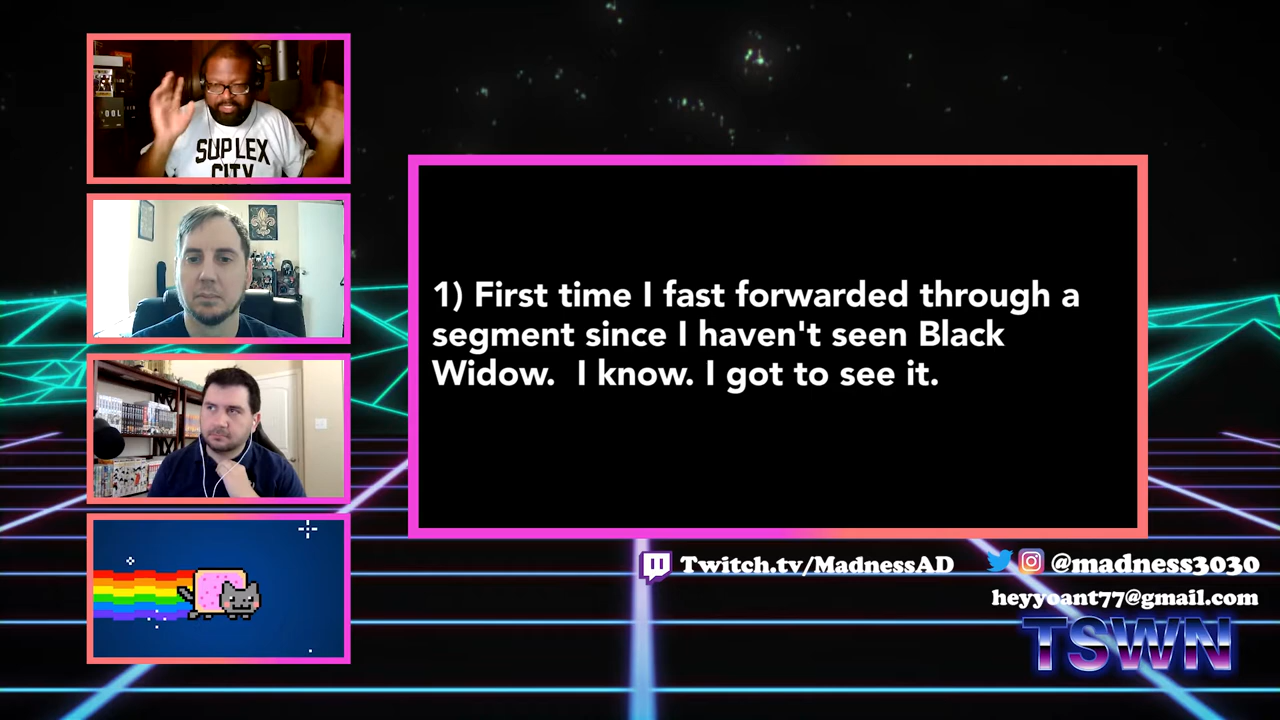 SUPLEX
CITY
OOL
1) First time I fast forwarded through a
segment since I haven't seen Black
Widow.  I know. I got to see it.
Twitch.tv/MadnessAD
@madness3030
heyyoant77@gmail.com
TSWN